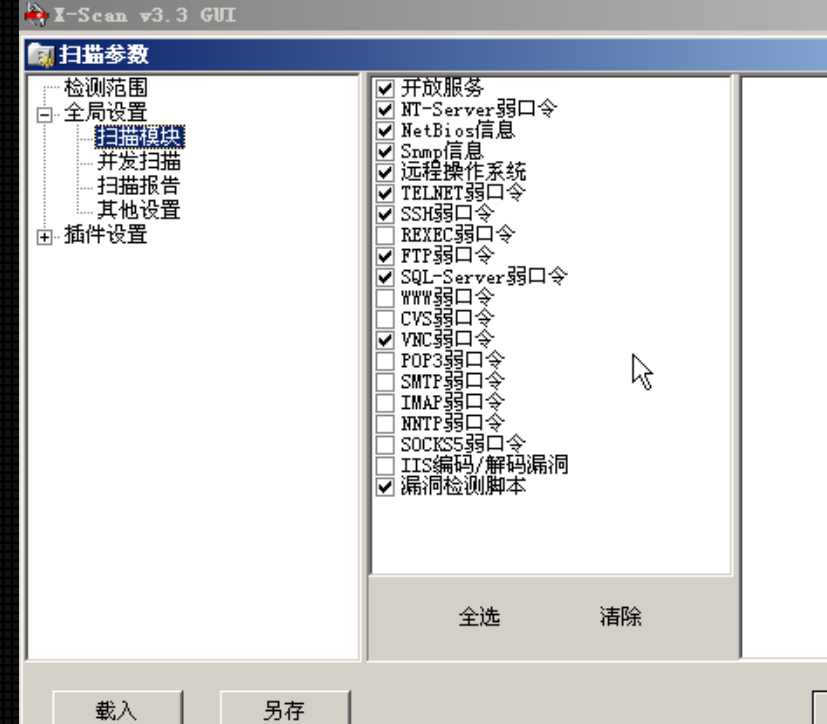 X-Scan v3.3 GUI
扫描参数
检测范围
全局设置
扫描模块
并发扫描
扫描报告
其他设置
插件设置
开放服务
NT-Server弱口令
NetBios信息
Snmp信息
远程操作系统
TELNET弱口令
SSH弱口令
REXEC弱口令
FTP弱口令
SQL-Server弱口令
WWW弱口令
CVS弱口令
VNC弱口令
POP3弱口令
SMTP弱口令
IMAP弱口令
NNTP弱口令
SOCKS5弱口令
IIS编码/解码漏洞
漏洞检测脚本
全选 清除
载入 另存